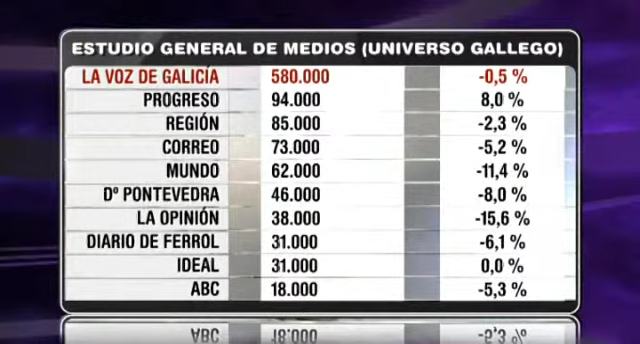 ESTUDIO GENERAL DE MEDIOS (UNIVERSO GALLEGO)
LA VOZ DE GALICÍA 580.000 -0,5 %
PROGRESO 94.000 8,0 %
REGIÓN 85.000 -2,3 %
CORREO 73.000 -5,2 %
MUNDO 62.000 -11,4 %
Dº PONTEVEDRA 46.000 -8,0 %
LA OPINIÓN 38.000 -15,6 %
DIARIO DE FERROL 31.000 -6,1 %
IDEAL 31.000 0,0 %
ABC 18.000 -5,3 %